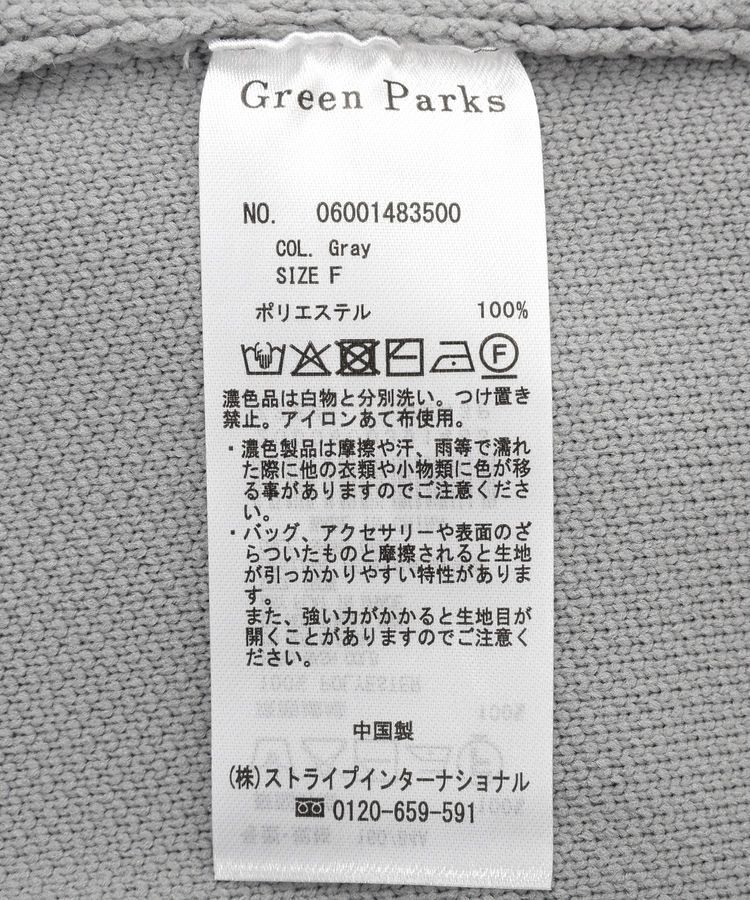 Green Parks
NO. 06001483500
COL. Gray
SIZE F
ポリエステル 100%
F
濃色品は白物と分別洗い。つけ置き
禁止。アイロンあて布使用。
・濃色製品は摩擦や汗、雨等で濡れ
た際に他の衣類や小物類に色が移
る事がありますのでご注意くださ
い。
・バッグ、アクセサリーや表面のざ
らついたものと摩擦されると生地
が引っかかりやすい特性がありま
す。
また、強い力がかかると生地目が
開くことがありますのでご注意く
ださい。
中国製
(株)ストライプインターナショナル
0120-659-591